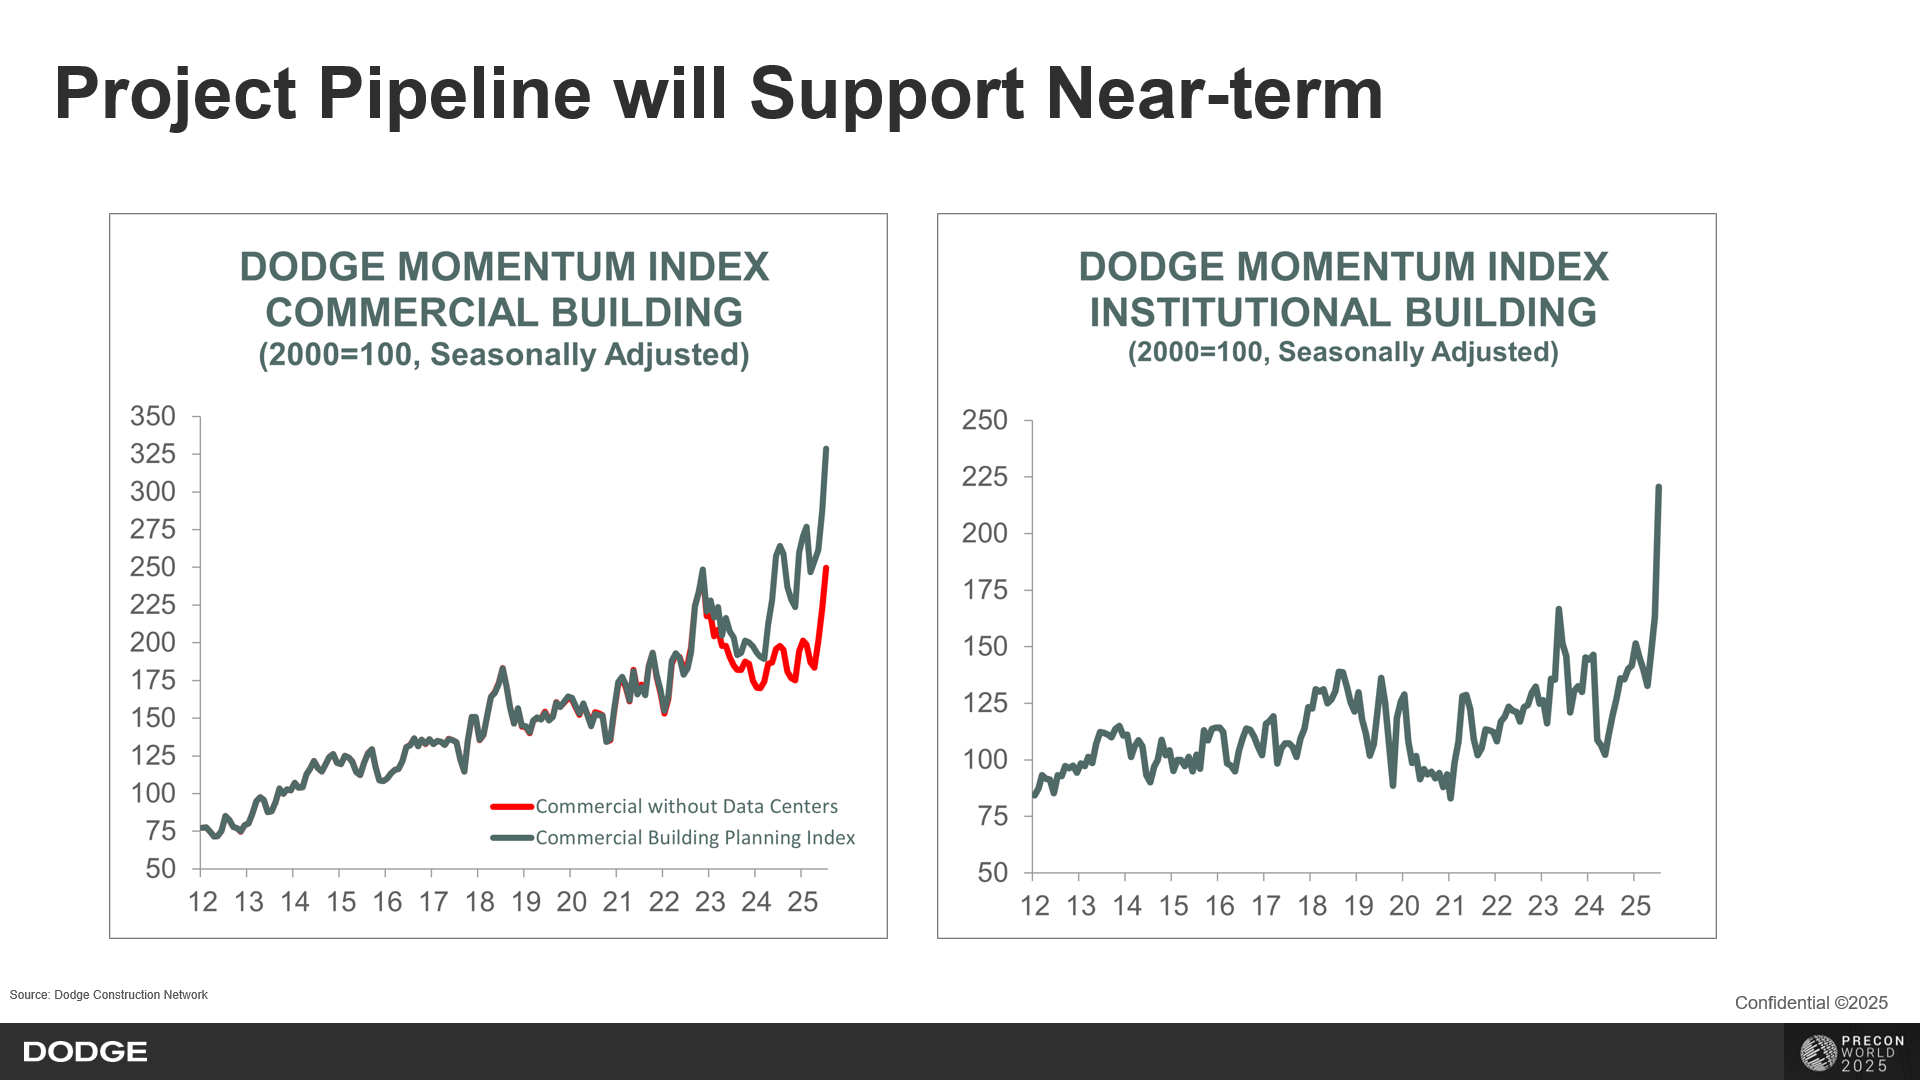 Project Pipeline will Support Near-term
DODGE MOMENTUM INDEX
COMMERCIAL BUILDING
(2000=100, Seasonally Adjusted)
350
325
300
275
250
225
200
175
150
125
100
75
50
12 13 14 15 16 17 18 19 20 21 22 23 24 25
Commercial without Data Centers
Commercial Building Planning Index
DODGE MOMENTUM INDEX
INSTITUTIONAL BUILDING
(2000=100, Seasonally Adjusted)
250
225
200
175
150
125
100
75
50
12 13 14 15 16 17 18 19 20 21 22 23 24 25
Source: Dodge Construction Network
Confidential ©2025
DODGE
PRECON
WORLD
2025